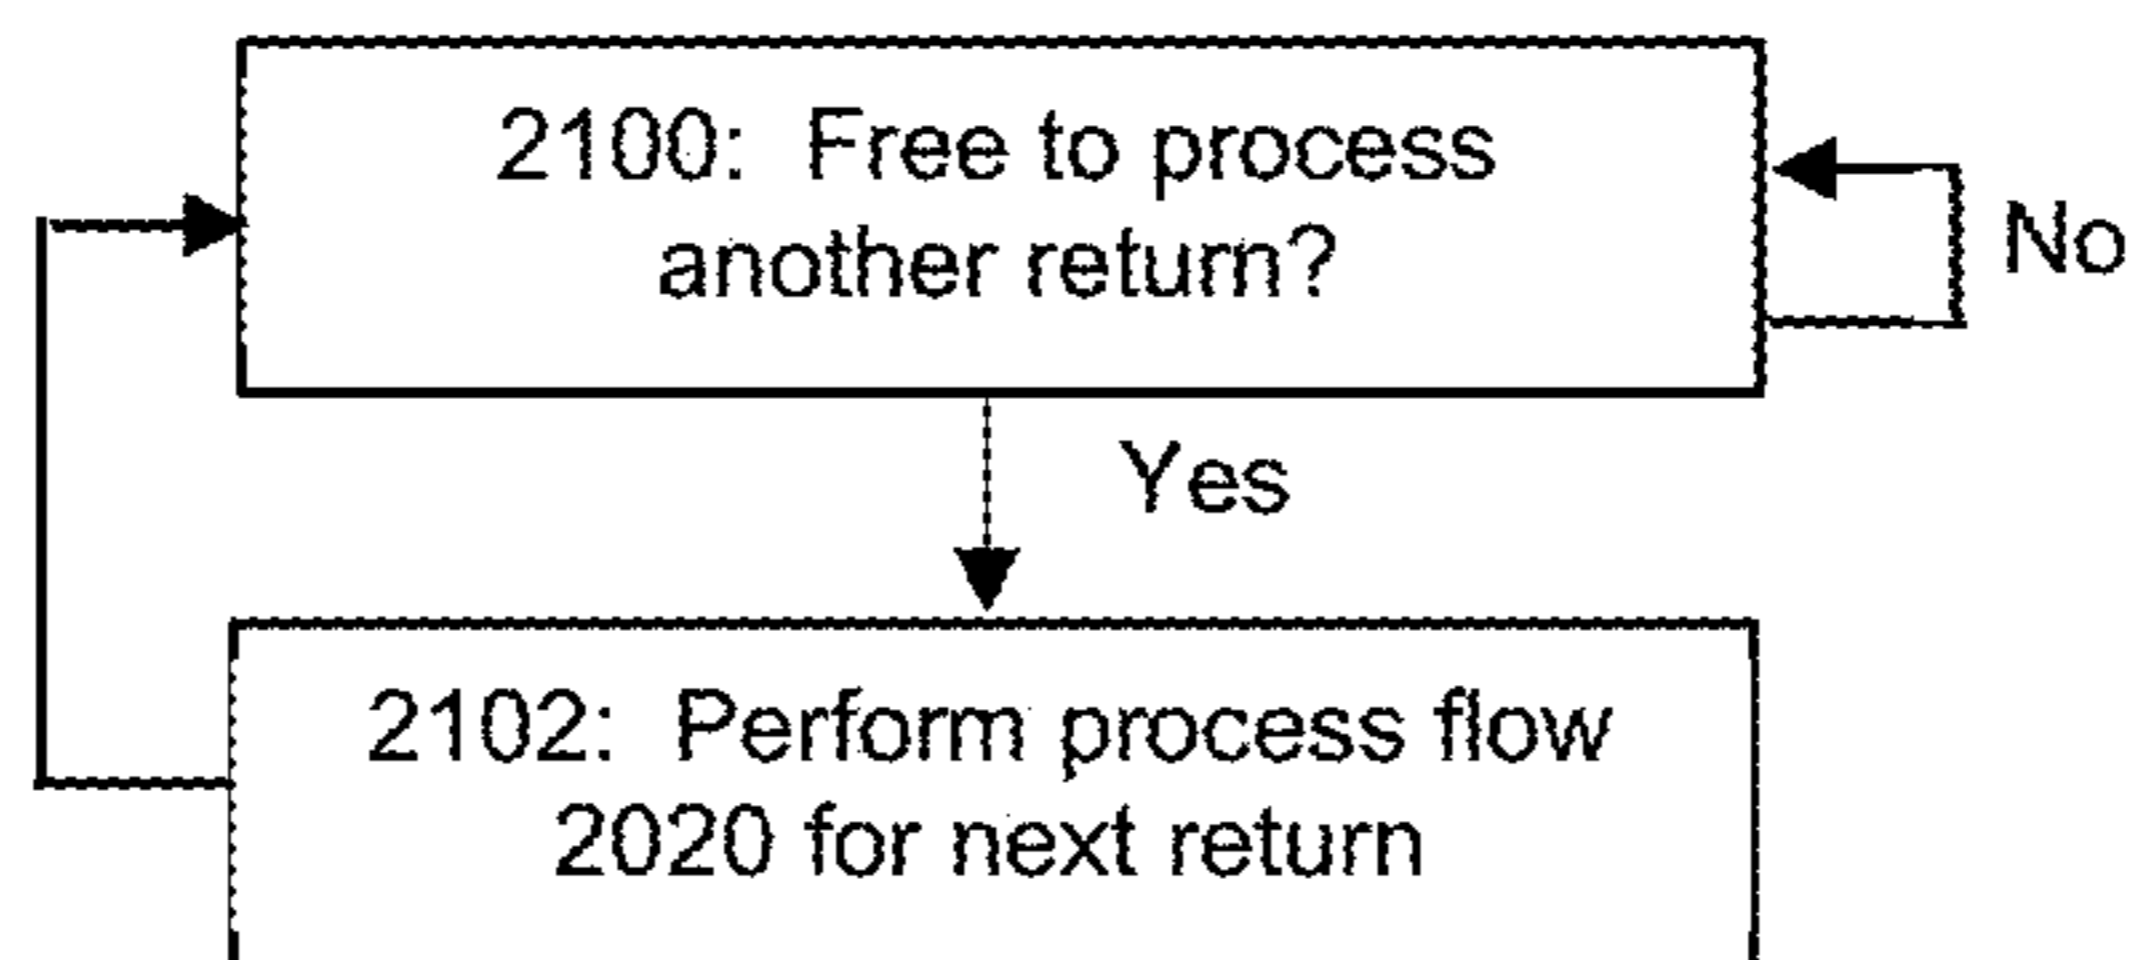 2100: Free to process
another return?
No
Yes
2102: Perform process flow
2020 for next return